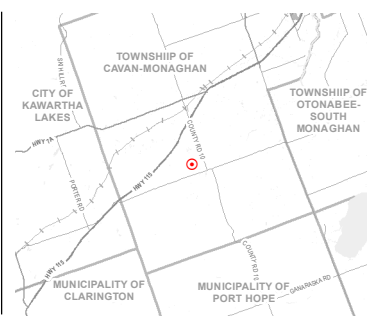 TOWNSHIIP OF
CAVAN-MONAGHAN
CITY OF
KAWARTHA
LAKES
TOWNSHIIP OF
OTONABEE-
SOUTH
MONAGHAN
HWY 7A
COUNTY RD 10
PORTER RD
HWY 115
HWY 115
COUNTY RD 10
GANARASKA RD
MUNICIPALITY OF
CLARINGTON
MUNICIPALITY OF
PORT HOPE